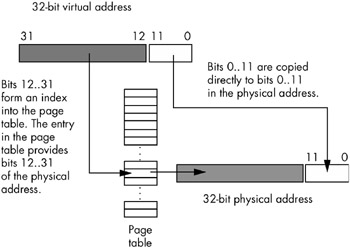 32-bit virtual address
31 12 11 0
Bits 0..11 are copied
directly to bits 0..11
in the physical address.
Bits 12..31
form an index
into the page
table. The entry
in the page
table provides
bits 12..31
of the physical
address.
11 0
32-bit physical address
Page
table